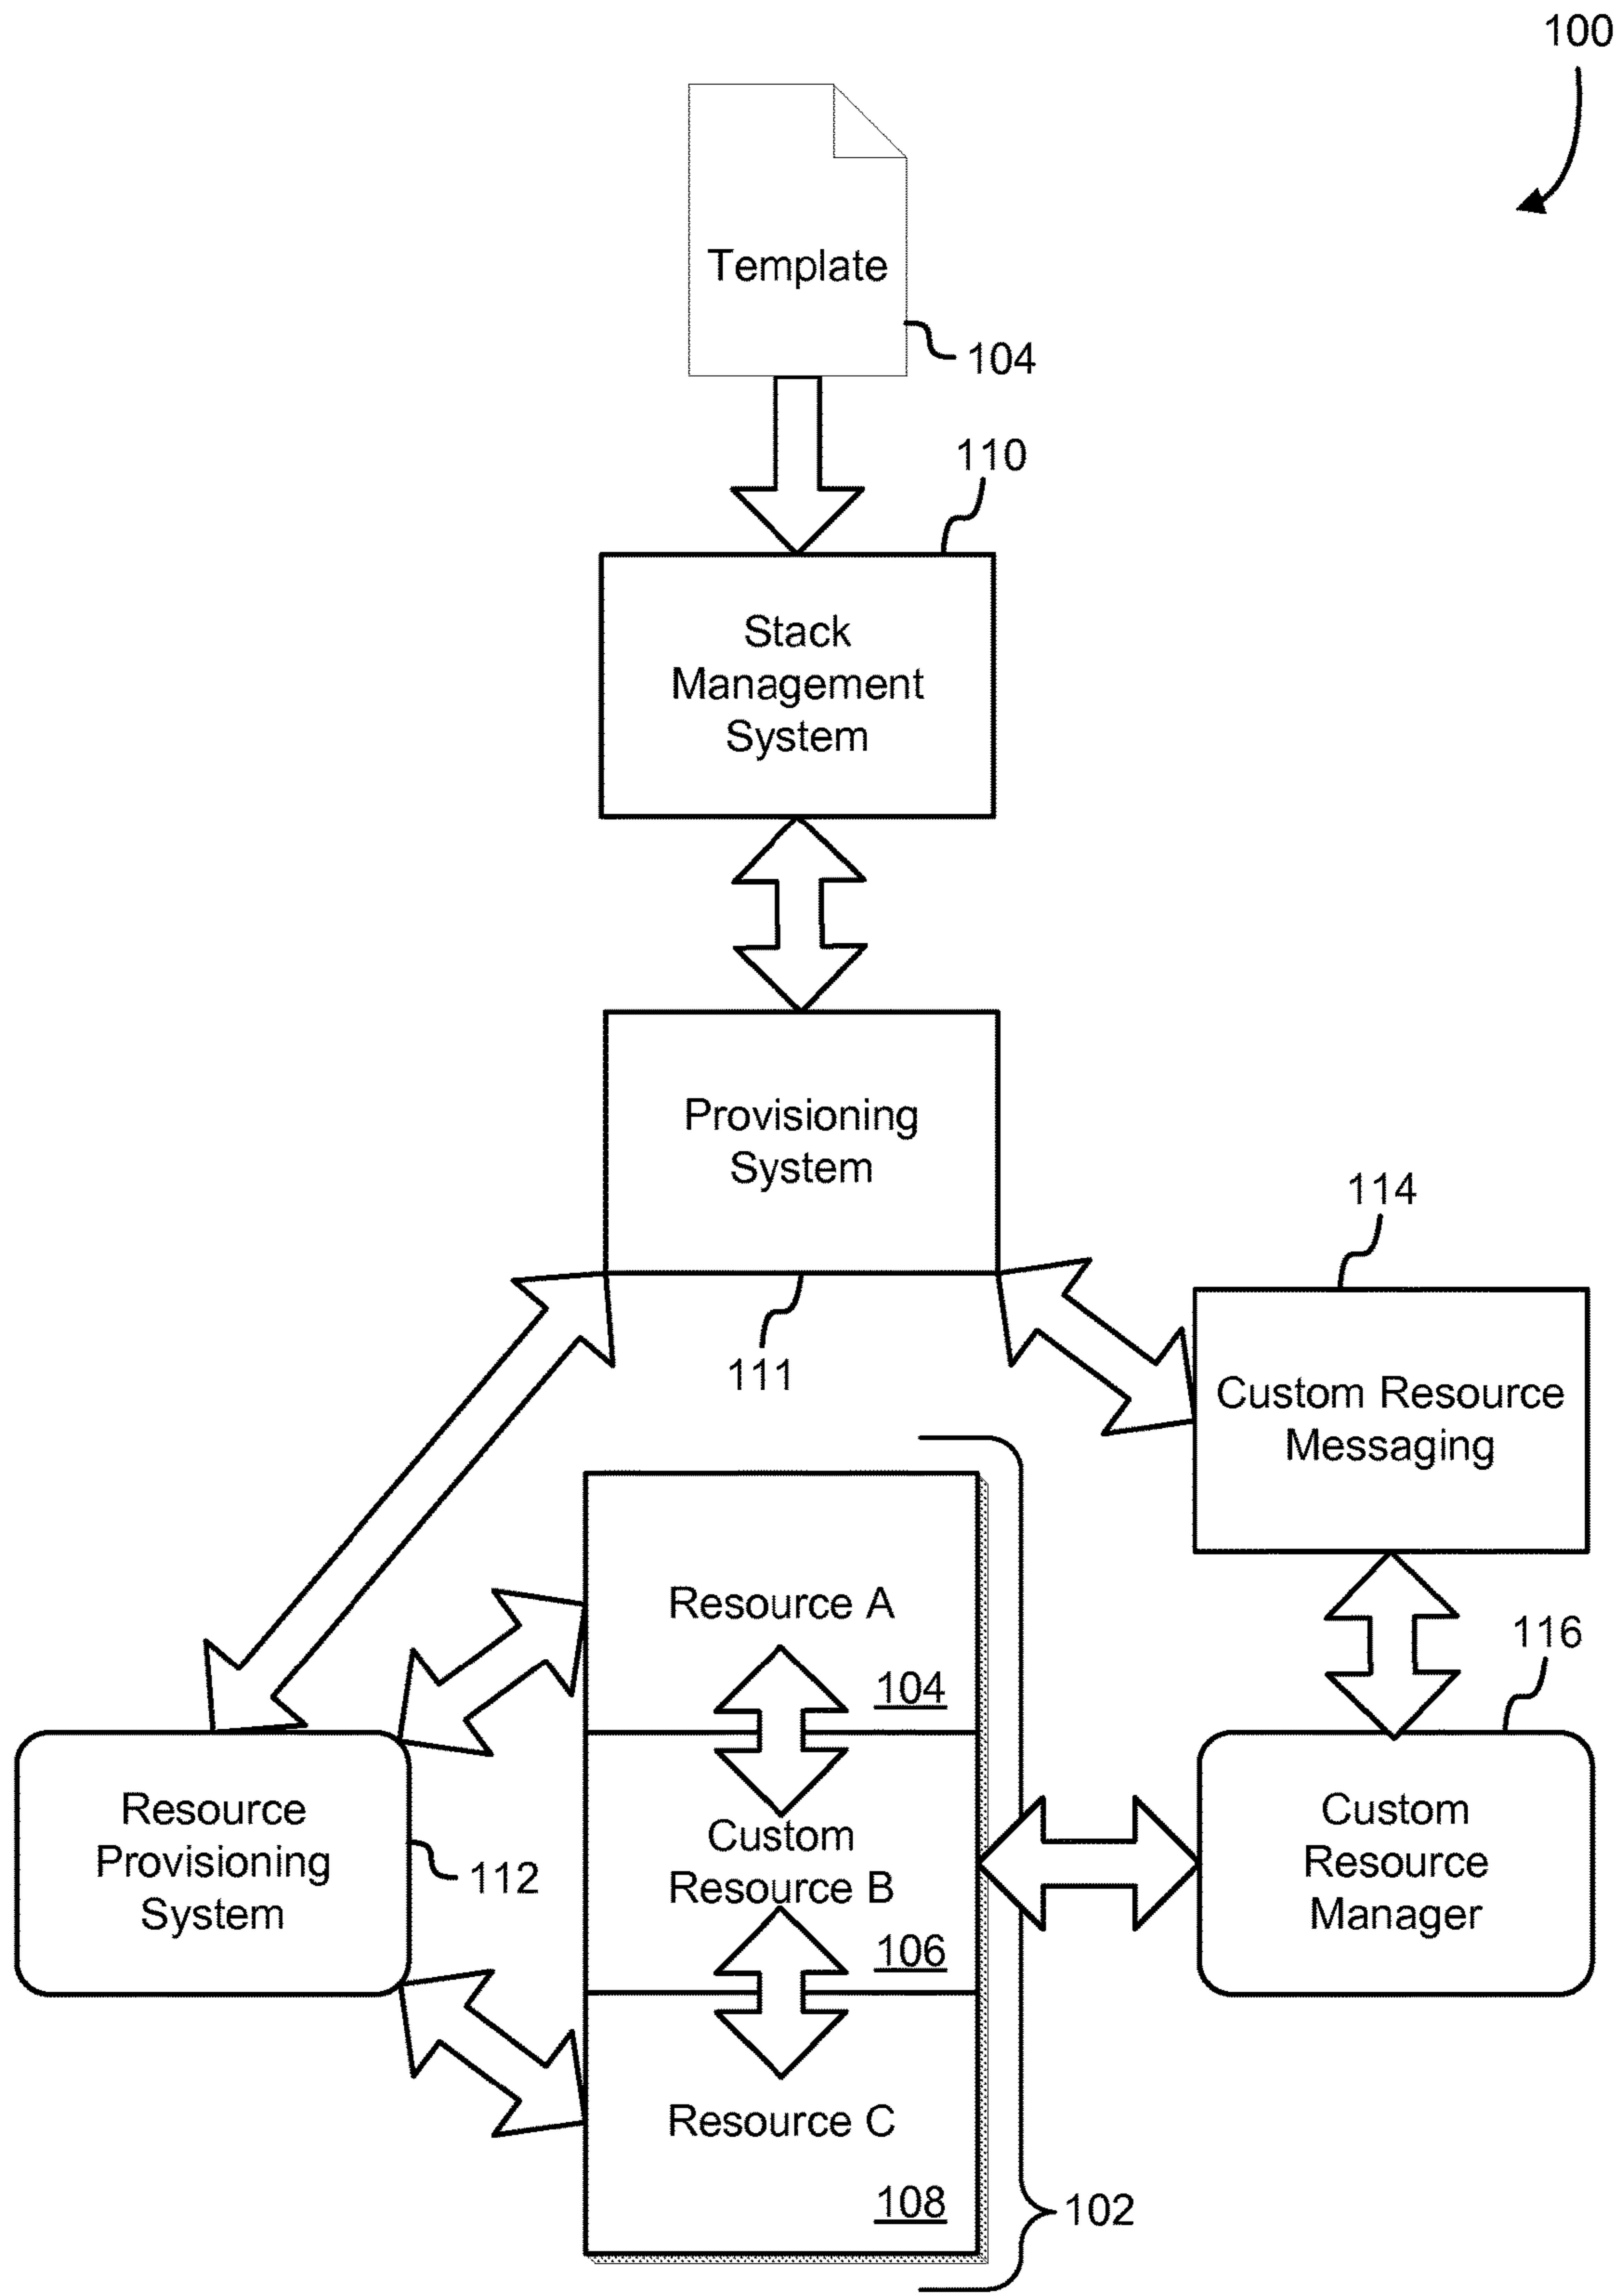 100
Template
104
110
Stack
Management
System
Provisioning
System
111
114
Custom Resource
Messaging
Resource A
104
116
Resource
Provisioning
System
112
Custom
Resource B
106
Custom
Resource
Manager
Resource C
108
102